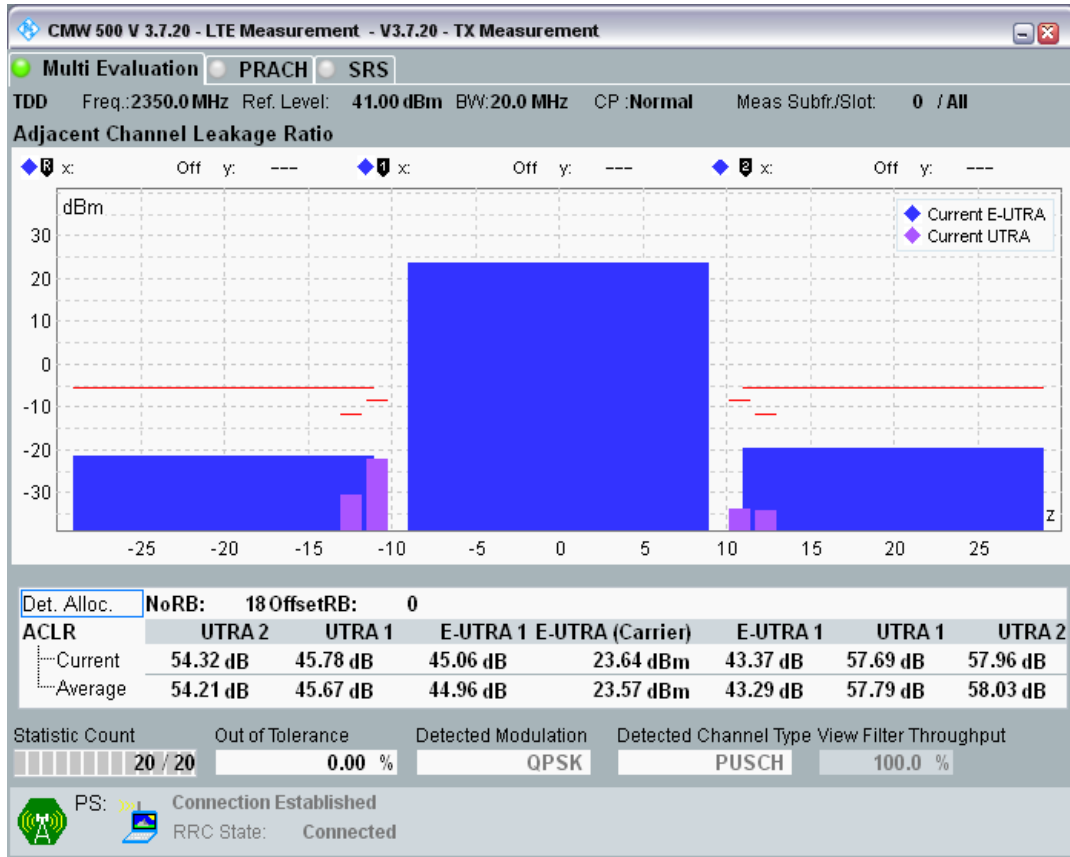 CMW 500 V 3.7.20 - LTE Measurement - V3.7.20 - TX Measurement
Multi Evaluation PRACH SRS
TDD Freq.:2350.0 MHz Ref. Level: 41.00 dBm BW:20.0 MHz CP :Normal Meas Subfr./Slot: 0 / All
Adjacent Channel Leakage Ratio
R x: Off y: --- 1 x: Off y: --- 2 x: Off y: ---
dBm
Current E-UTRA
Current UTRA
30
20
10
0
-10
-20
-30
z
-25 -20 -15 -10 -5 0 5 10 15 20 25
Det. Alloc. NoRB: 18 OffsetRB: 0
ACLR UTRA 2 UTRA 1 E-UTRA 1 E-UTRA (Carrier) E-UTRA 1 UTRA 1 UTRA 2
Current 54.32 dB 45.78 dB 45.06 dB 23.64 dBm 43.37 dB 57.69 dB 57.96 dB
Average 54.21 dB 45.67 dB 44.96 dB 23.57 dBm 43.29 dB 57.79 dB 58.03 dB
Statistic Count Out of Tolerance Detected Modulation Detected Channel Type View Filter Throughput
20 / 20 0.00 % QPSK PUSCH 100.0 %
PS: Connection Established
RRC State: Connected